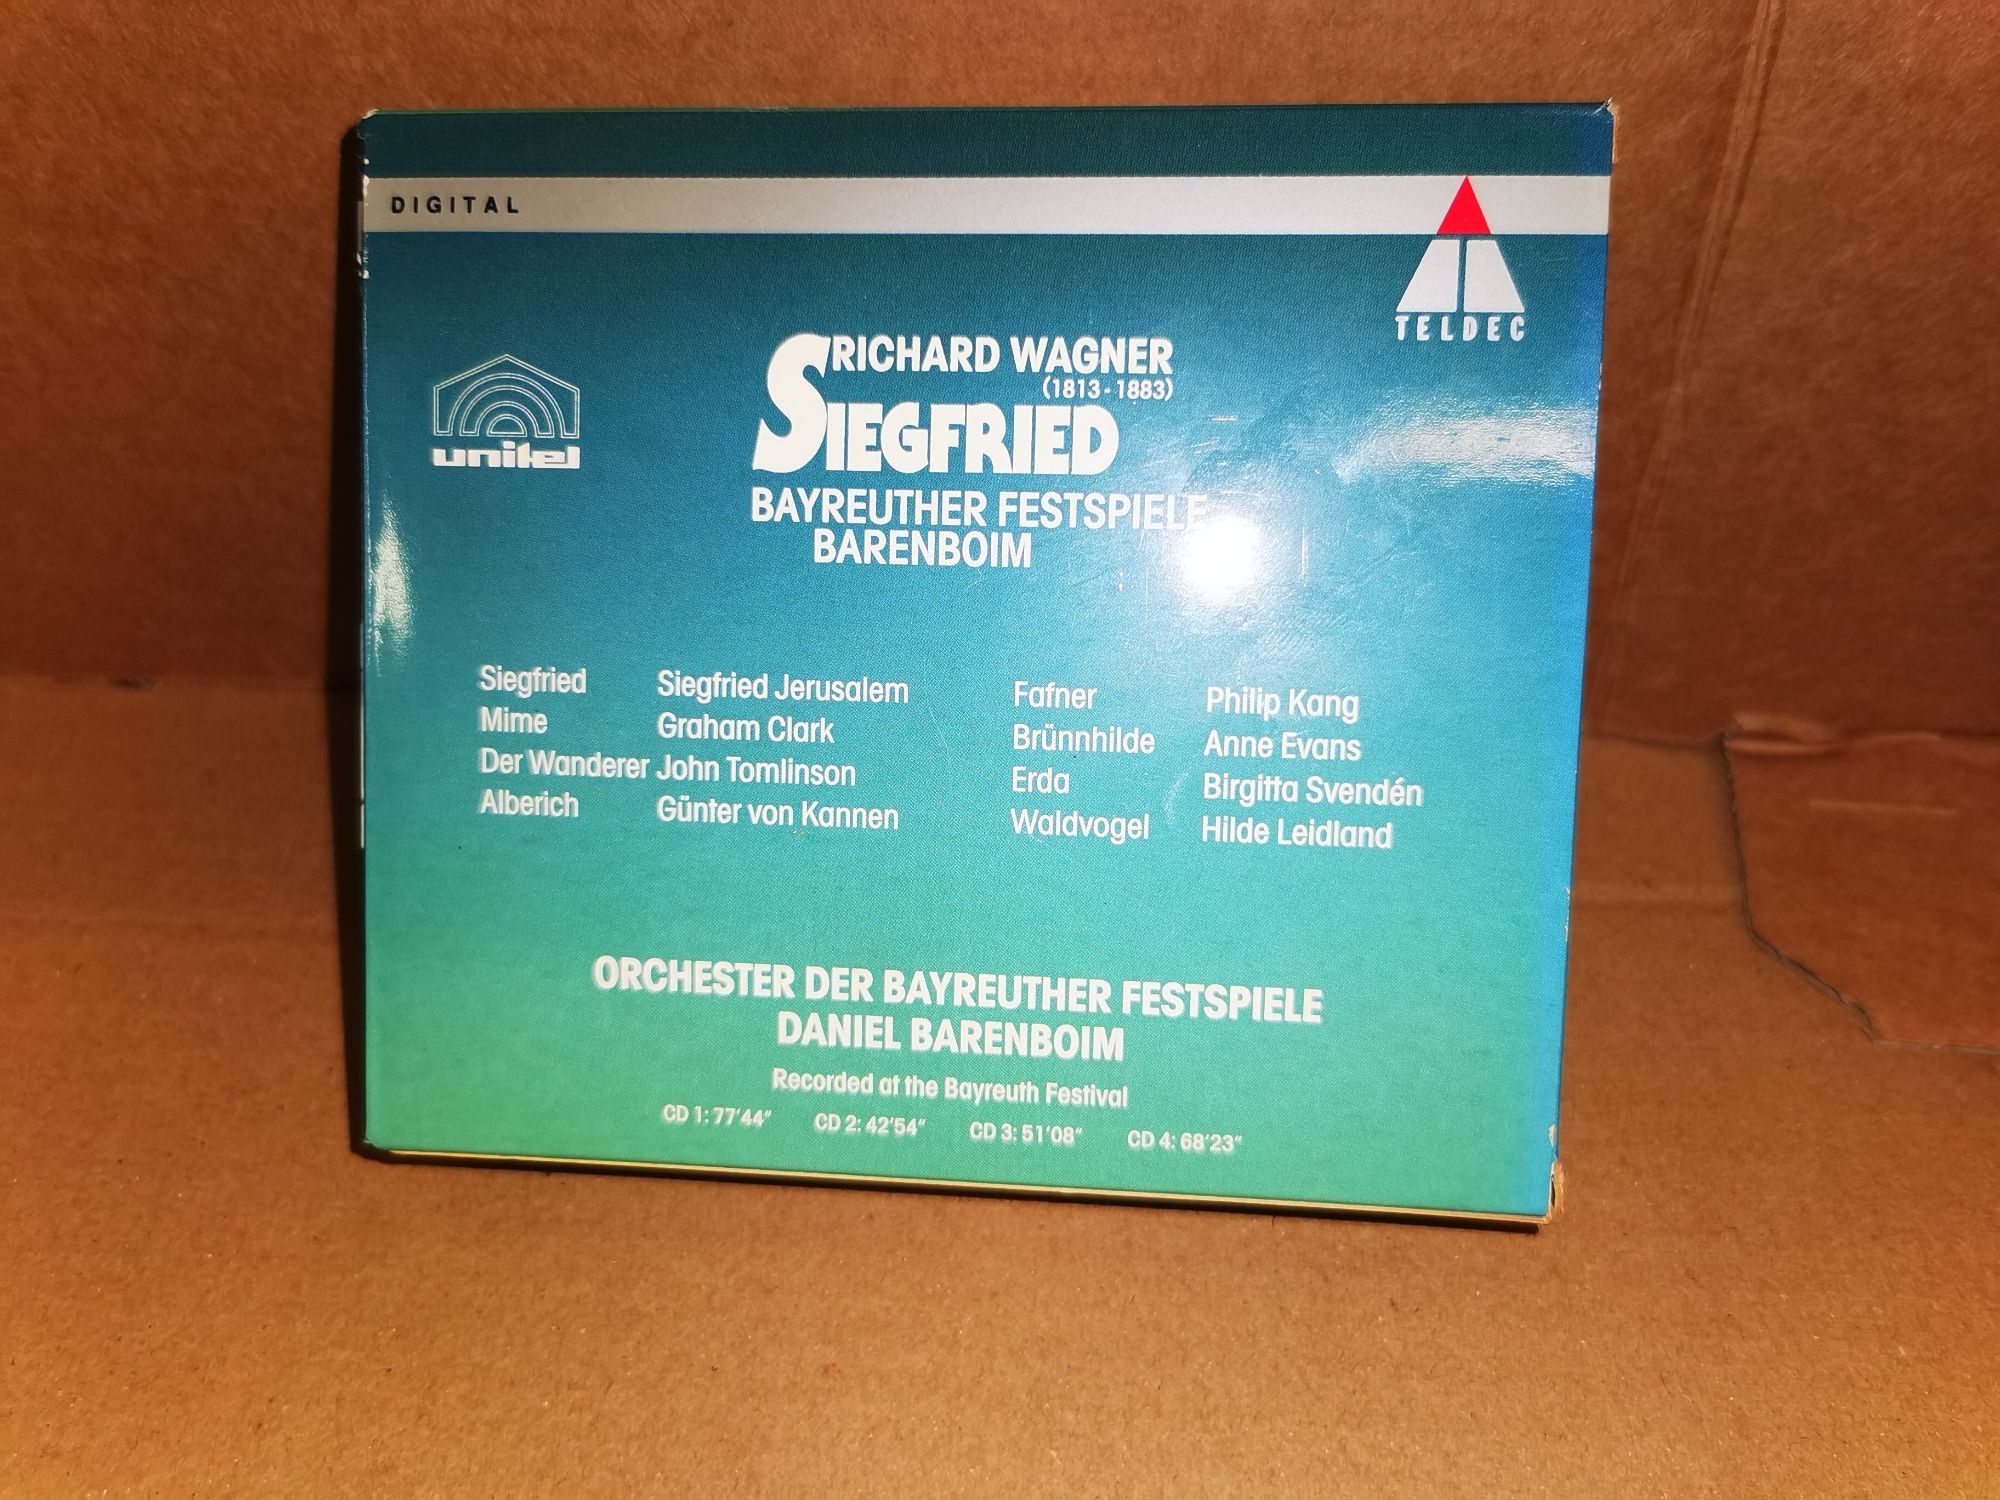 DIGITAL
TELDEC
unitel
RICHARD WAGNER
(1813-1883)
SIEGFRIED
BAYREUTHER FESTSPIELE
BARENBOIM
Siegfried Siegfried Jerusalem Fafner Philip Kang
Mime Graham Clark Brünnhilde Anne Evans
Der Wanderer John Tomlinson Erda Birgitta Svendén
Alberich Günter von Kannen Waldvogel Hilde Leidland
ORCHESTER DER BAYREUTHER FESTSPIELE
DANIEL BARENBOIM
Recorded at the Bayreuth Festival
CD 1: 77'44" CD 2: 42'54" CD 3: 51'08" CD 4: 68'23"